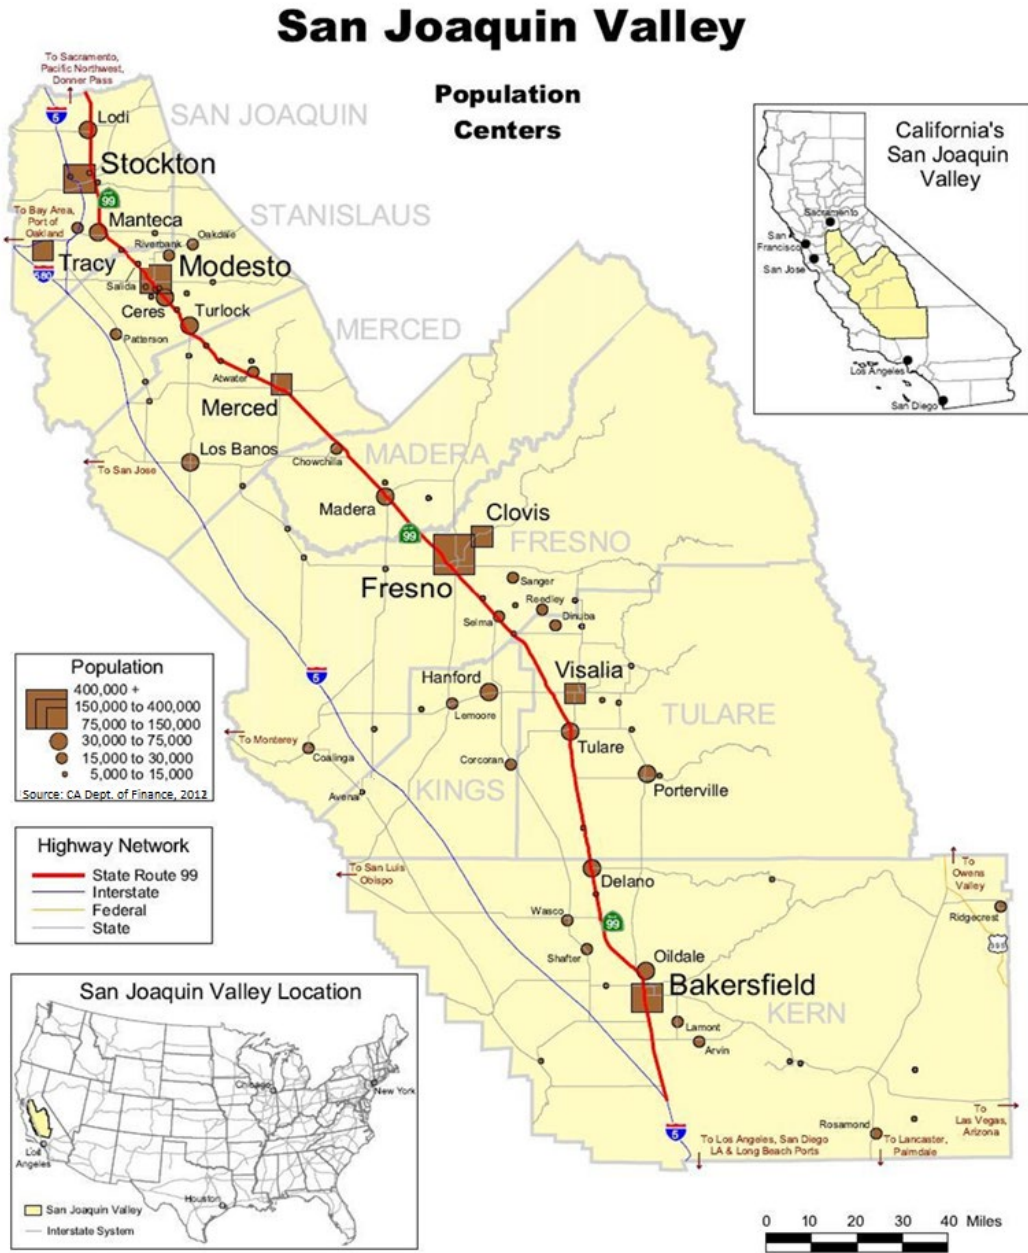 San Joaquin Valley
Population
Centers
To Sacramento,
Pacific Northwest,
Donner Pass
5
Lodi
SAN JOAQUIN
Stockton
99
To Bay Area,
Port of
Oakland
Manteca
STANISLAUS
Riverbank
Oakdale
Tracy
580
Modesto
Salida
Ceres
Turlock
MERCED
Patterson
Atwater
Merced
Los Banos
To San Jose
Chowchilla
MADERA
Madera
99
Clovis
FRESNO
Fresno
Sanger
Reedley
Dinuba
Selma
5
Hanford
Visalia
Lemoore
TULARE
To Monterey
Tulare
Coalinga
Corcoran
Porterville
Avenal
KINGS
To San Luis
Obispo
Delano
To
Owens
Valley
Wasco
99
Ridgecrest
395
Shafter
Oildale
Bakersfield
KERN
Lamont
Arvin
To
Las Vegas,
Arizona
Rosamond
5
To Los Angeles, San Diego
LA & Long Beach Ports
To Lancaster,
Palmdale
California's
San Joaquin
Valley
Sacramento
San
Francisco
San Jose
Los Angeles
San Diego
Population
400,000 +
150,000 to 400,000
75,000 to 150,000
30,000 to 75,000
15,000 to 30,000
5,000 to 15,000
Source: CA Dept. of Finance, 2012
Highway Network
State Route 99
Interstate
Federal
State
San Joaquin Valley Location
Chicago
New York
Los
Angeles
Houston
San Joaquin Valley
Interstate System
0 10 20 30 40 Miles